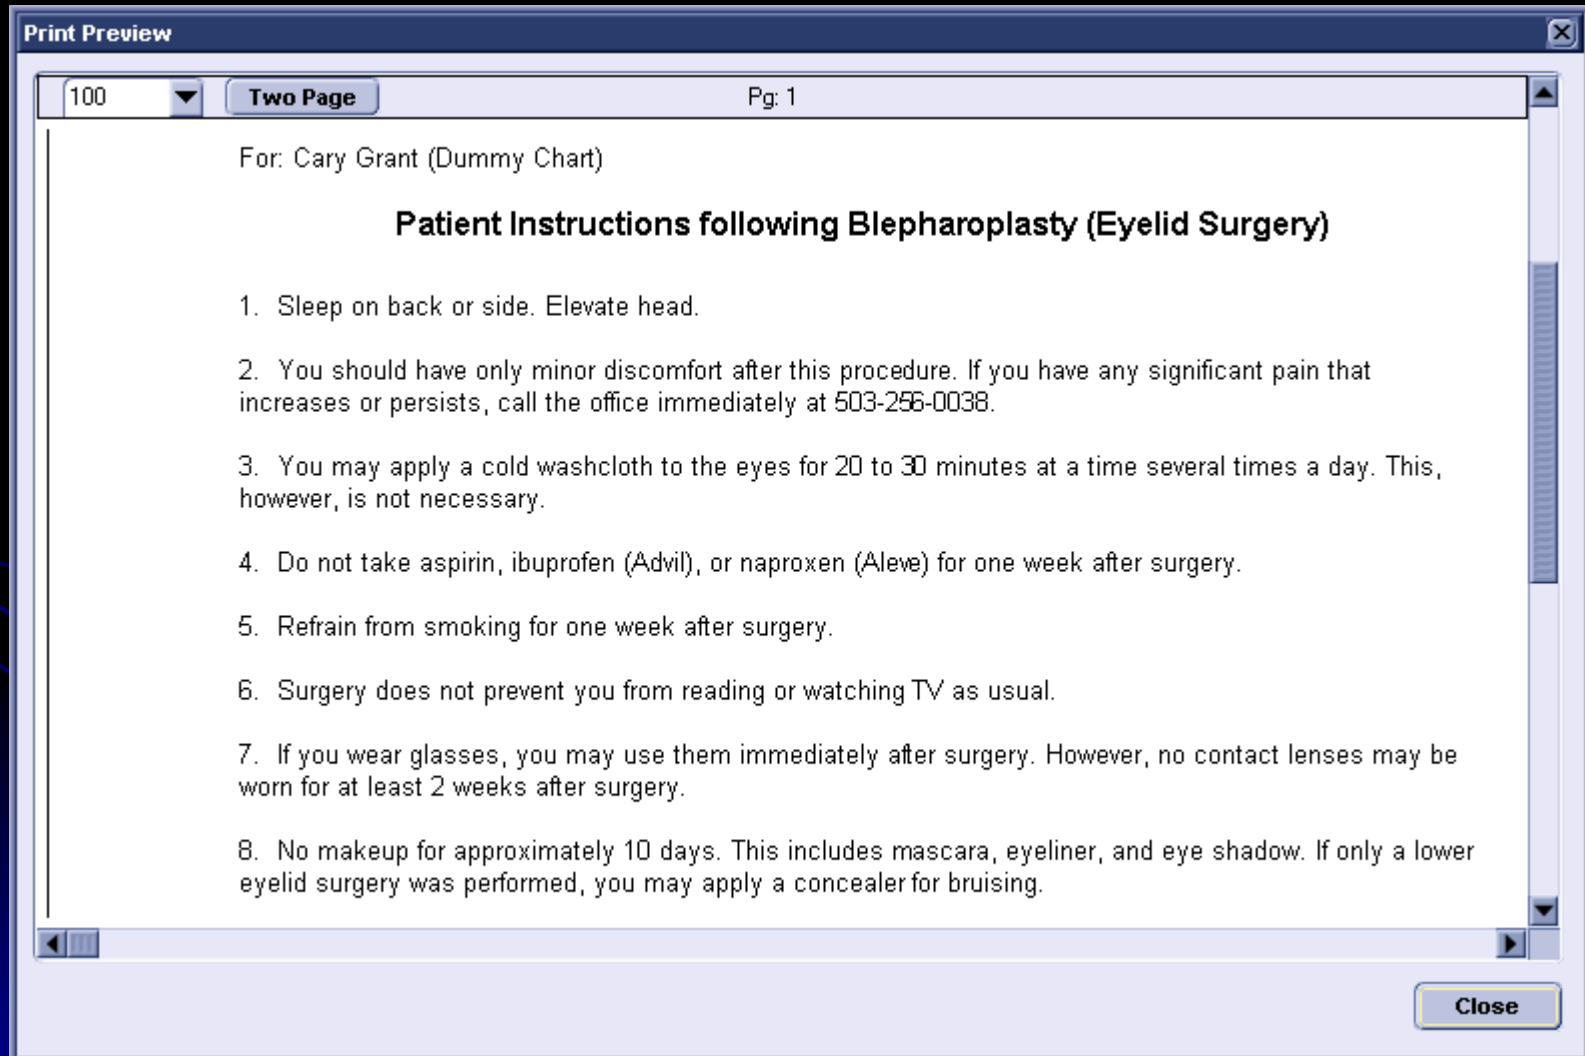 Print Preview
100
Two Page
Pg: 1
For: Cary Grant (Dummy Chart)
Patient Instructions following Blepharoplasty (Eyelid Surgery)
1. Sleep on back or side. Elevate head.
2. You should have only minor discomfort after this procedure. If you have any significant pain that
increases or persists, call the office immediately at 503-256-0038.
3. You may apply a cold washcloth to the eyes for 20 to 30 minutes at a time several times a day. This,
however, is not necessary.
4. Do not take aspirin, ibuprofen (Advil), or naproxen (Aleve) for one week after surgery.
5. Refrain from smoking for one week after surgery.
6. Surgery does not prevent you from reading or watching TV as usual.
7. If you wear glasses, you may use them immediately after surgery. However, no contact lenses may be
worn for at least 2 weeks after surgery.
8. No makeup for approximately 10 days. This includes mascara, eyeliner, and eye shadow. If only a lower
eyelid surgery was performed, you may apply a concealer for bruising.
Close